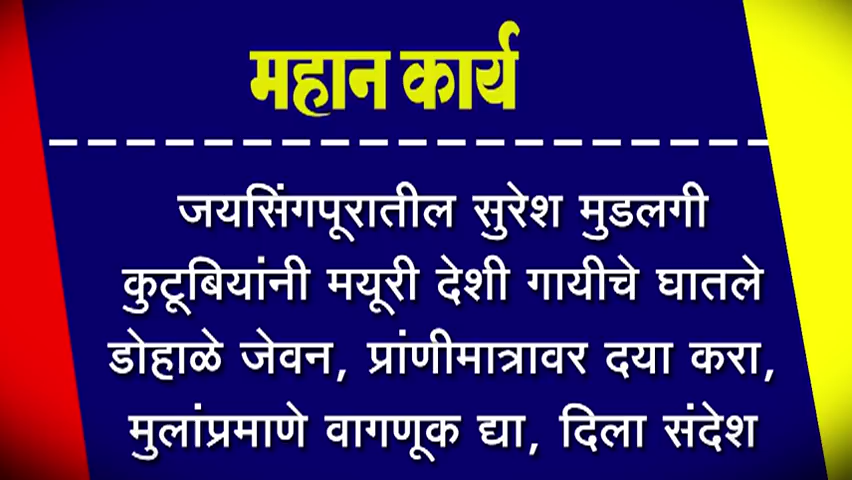 महान कार्य
जयसिंगपूरातील सुरेश मुडलगी
कुटूबियांनी मयूरी देशी गायीचे घातले
डोहाळे जेवन, प्रांणीमात्रावर दया करा,
मुलांप्रमाणे वागणूक द्या, दिला संदेश